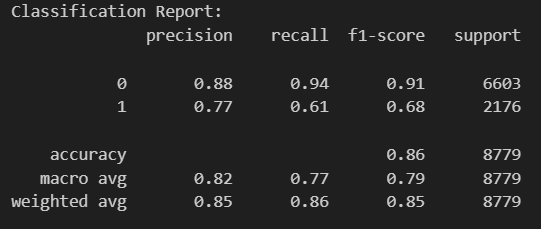 Classification Report:
precision recall f1-score support
0 0.88 0.94 0.91 6603
1 0.77 0.61 0.68 2176
accuracy 0.86 8779
macro avg 0.82 0.77 0.79 8779
weighted avg 0.85 0.86 0.85 8779